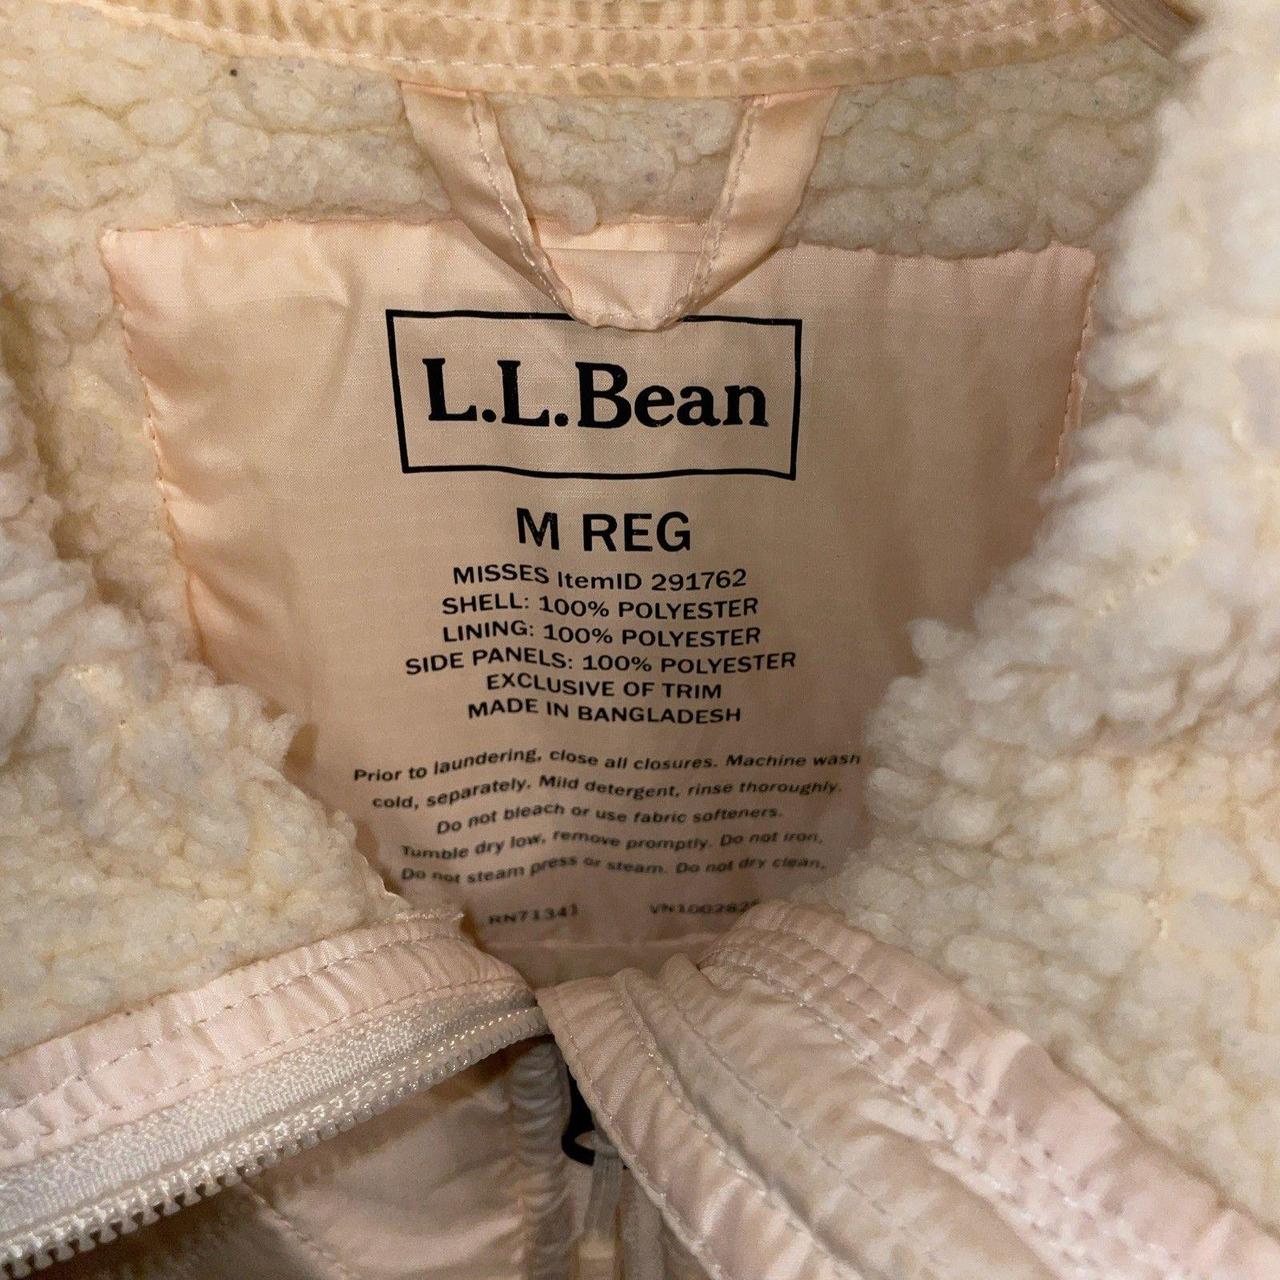 L.L.Bean
M REG
MISSES ItemID 291762
SHELL: 100% POLYESTER
LINING: 100% POLYESTER
SIDE PANELS: 100% POLYESTER
EXCLUSIVE OF TRIM
MADE IN BANGLADESH
Prior to laundering, close all closures. Machine wash
cold, separately. Mild detergent, rinse thoroughly.
Do not bleach or use fabric softeners.
Tumble dry low, remove promptly. Do not iron,
Do not steam press or steam. Do not dry clean.
RN71341